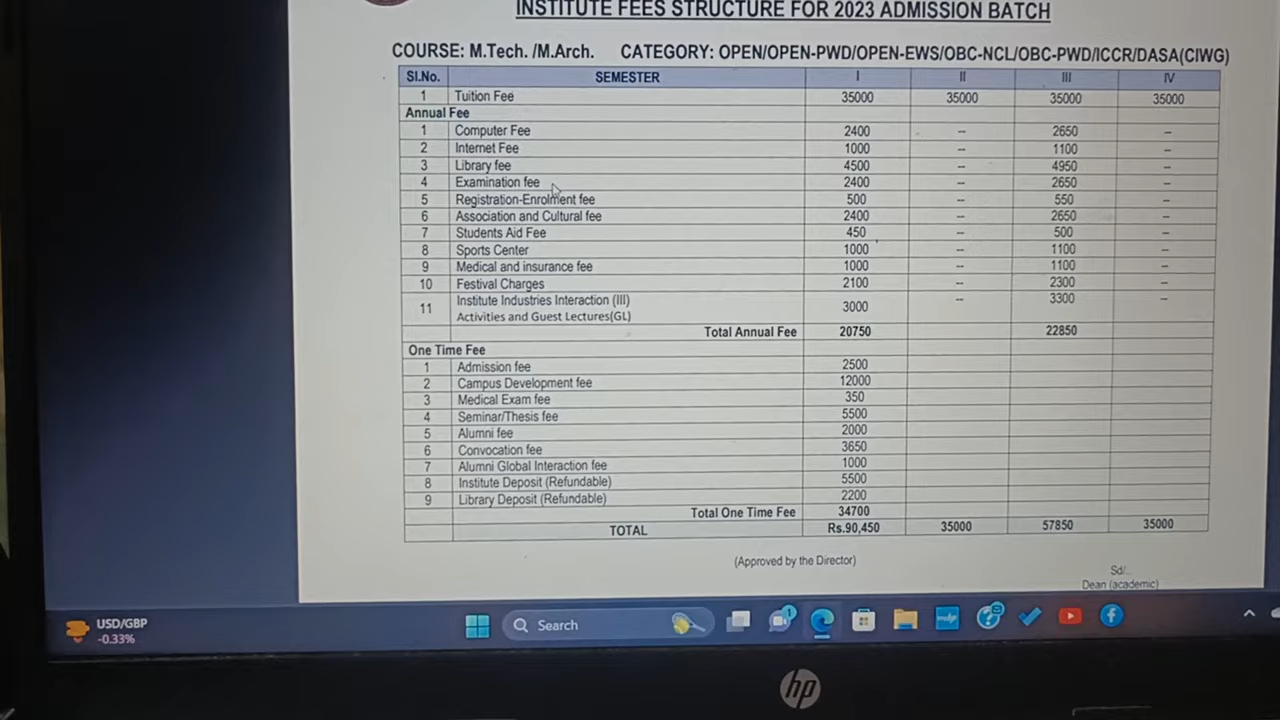 INSTITUTE FEES STRUCTURE FOR 2023 ADMISSION BATCH
COURSE: M.Tech. /M.Arch. CATEGORY: OPEN/OPEN-PWD/OPEN-EWS/OBC-NCL/OBC-PWD/ICCR/DASA(CIWG)
Sl.No. SEMESTER I II III IV
1 Tuition Fee 35000 35000 35000 35000
Annual Fee
1 Computer Fee 2400 -- 2650 --
2 Internet Fee 1000 -- 1100 --
3 Library fee 4500 -- 4950 --
4 Examination fee 2400 -- 2650 --
5 Registration-Enrolment fee 500 -- 550 --
6 Association and Cultural fee 2400 -- 2650 --
7 Students Aid Fee 450 -- 500 --
8 Sports Center 1000 -- 1100 --
9 Medical and insurance fee 1000 -- 1100 --
10 Festival Charges 2100 -- 2300 --
11 Institute Industries Interaction (III) 3000 -- 3300 --
Activities and Guest Lectures(GL)
Total Annual Fee 20750 22850
One Time Fee
1 Admission fee 2500
2 Campus Development fee 12000
3 Medical Exam fee 350
4 Seminar/Thesis fee 5500
5 Alumni fee 2000
6 Convocation fee 3650
7 Alumni Global Interaction fee 1000
8 Institute Deposit (Refundable) 5500
9 Library Deposit (Refundable) 2200
Total One Time Fee 34700
TOTAL Rs.90,450 35000 57850 35000
(Approved by the Director)
Sd/..
Dean (academic)
USD/GBP
-0.33%
Search
1
hp